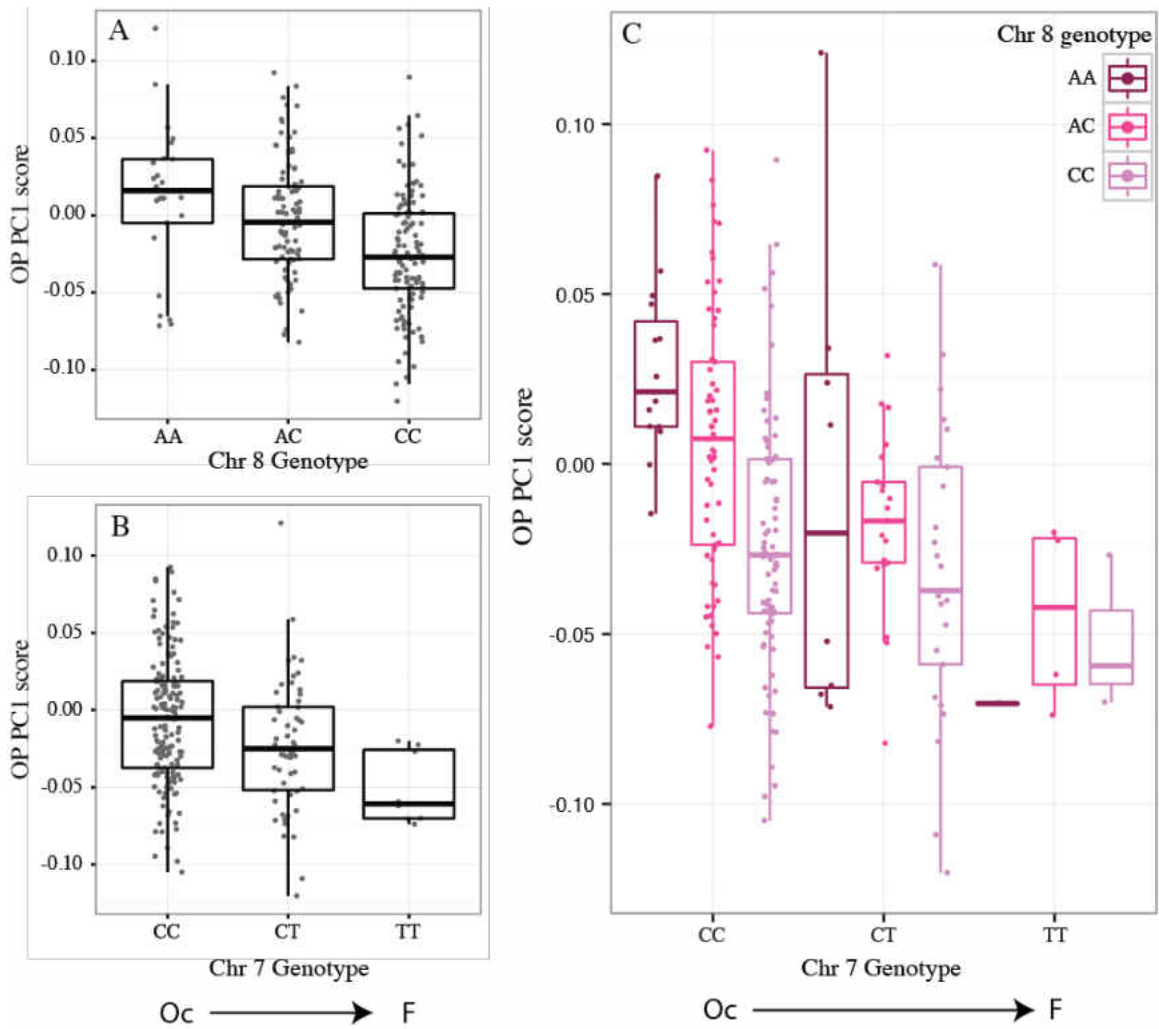 A
OP PC1 score
0.10
0.05
0.00
-0.05
-0.10
AA AC CC
Chr 8 Genotype
B
OP PC1 score
0.10
0.05
0.00
-0.05
-0.10
CC CT TT
Chr 7 Genotype
Oc F
C
Chr 8 genotype
AA
AC
CC
OP PC1 score
0.10
0.05
0.00
-0.05
-0.10
CC CT TT
Chr 7 Genotype
Oc F